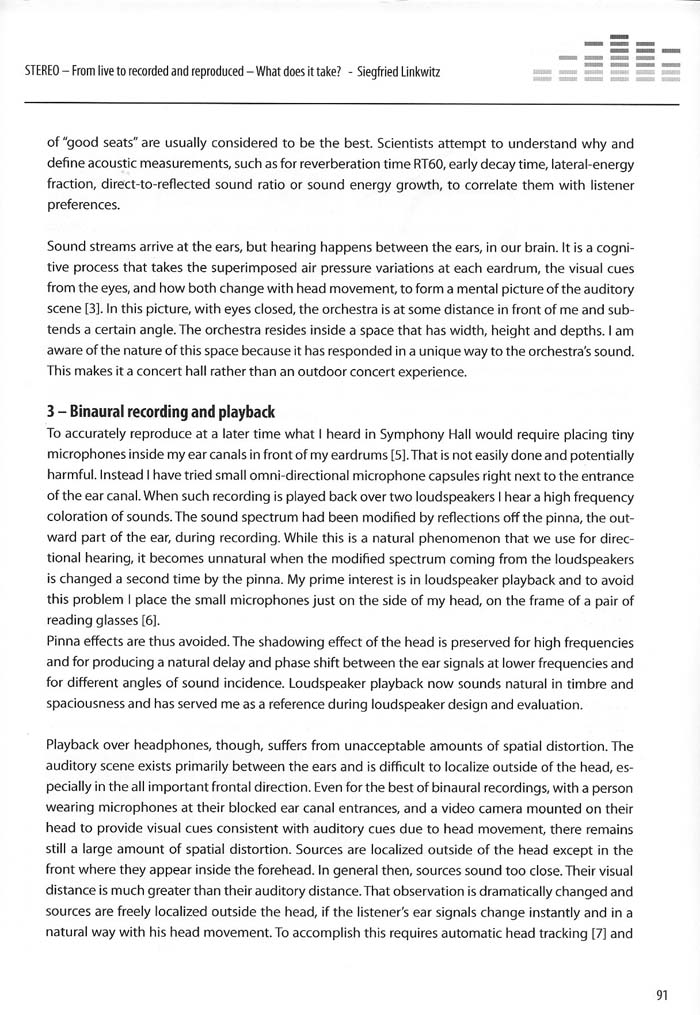 STEREO – From live to recorded and reproduced – What does it take? - Siegfried Linkwitz
of “good seats” are usually considered to be the best. Scientists attempt to understand why and
define acoustic measurements, such as for reverberation time RT60, early decay time, lateral-energy
fraction, direct-to-reflected sound ratio or sound energy growth, to correlate them with listener
preferences.
Sound streams arrive at the ears, but hearing happens between the ears, in our brain. It is a cogni-
tive process that takes the superimposed air pressure variations at each eardrum, the visual cues
from the eyes, and how both change with head movement, to form a mental picture of the auditory
scene [3]. In this picture, with eyes closed, the orchestra is at some distance in front of me and sub-
tends a certain angle. The orchestra resides inside a space that has width, height and depths. I am
aware of the nature of this space because it has responded in a unique way to the orchestra’s sound.
This makes it a concert hall rather than an outdoor concert experience.
3 – Binaural recording and playback
To accurately reproduce at a later time what I heard in Symphony Hall would require placing tiny
microphones inside my ear canals in front of my eardrums [5]. That is not easily done and potentially
harmful. Instead I have tried small omni-directional microphone capsules right next to the entrance
of the ear canal. When such recording is played back over two loudspeakers I hear a high frequency
coloration of sounds. The sound spectrum had been modified by reflections off the pinna, the out-
ward part of the ear, during recording. While this is a natural phenomenon that we use for direc-
tional hearing, it becomes unnatural when the modified spectrum coming from the loudspeakers
is changed a second time by the pinna. My prime interest is in loudspeaker playback and to avoid
this problem I place the small microphones just on the side of my head, on the frame of a pair of
reading glasses [6].
Pinna effects are thus avoided. The shadowing effect of the head is preserved for high frequencies
and for producing a natural delay and phase shift between the ear signals at lower frequencies and
for different angles of sound incidence. Loudspeaker playback now sounds natural in timbre and
spaciousness and has served me as a reference during loudspeaker design and evaluation.
Playback over headphones, though, suffers from unacceptable amounts of spatial distortion. The
auditory scene exists primarily between the ears and is difficult to localize outside of the head, es-
pecially in the all important frontal direction. Even for the best of binaural recordings, with a person
wearing microphones at their blocked ear canal entrances, and a video camera mounted on their
head to provide visual cues consistent with auditory cues due to head movement, there remains
still a large amount of spatial distortion. Sources are localized outside of the head except in the
front where they appear inside the forehead. In general then, sources sound too close. Their visual
distance is much greater than their auditory distance. That observation is dramatically changed and
sources are freely localized outside the head, if the listener’s ear signals change instantly and in a
natural way with his head movement. To accomplish this requires automatic head tracking [7] and
91